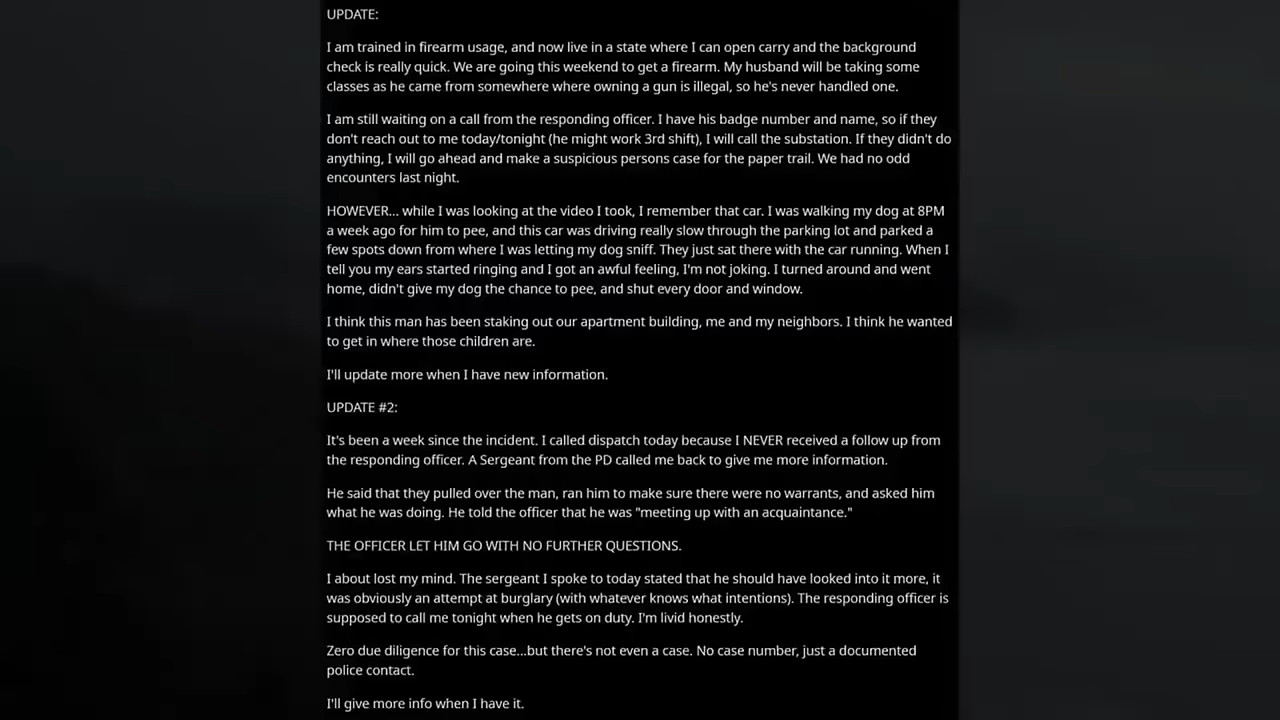 UPDATE:
I am trained in firearm usage, and now live in a state where I can open carry and the background
check is really quick. We are going this weekend to get a firearm. My husband will be taking some
classes as he came from somewhere where owning a gun is illegal, so he's never handled one.
I am still waiting on a call from the responding officer. I have his badge number and name, so if they
don't reach out to me today/tonight (he might work 3rd shift), I will call the substation. If they didn't do
anything, I will go ahead and make a suspicious persons case for the paper trail. We had no odd
encounters last night.
HOWEVER... while I was looking at the video I took, I remember that car. I was walking my dog at 8PM
a week ago for him to pee, and this car was driving really slow through the parking lot and parked a
few spots down from where I was letting my dog sniff. They just sat there with the car running. When I
tell you my ears started ringing and I got an awful feeling, I'm not joking. I turned around and went
home, didn't give my dog the chance to pee, and shut every door and window.
I think this man has been staking out our apartment building, me and my neighbors. I think he wanted
to get in where those children are.
I'll update more when I have new information.
UPDATE #2:
It's been a week since the incident. I called dispatch today because I NEVER received a follow up from
the responding officer. A Sergeant from the PD called me back to give me more information.
He said that they pulled over the man, ran him to make sure there were no warrants, and asked him
what he was doing. He told the officer that he was "meeting up with an acquaintance."
THE OFFICER LET HIM GO WITH NO FURTHER QUESTIONS.
I about lost my mind. The sergeant I spoke to today stated that he should have looked into it more, it
was obviously an attempt at burglary (with whatever knows what intentions). The responding officer is
supposed to call me tonight when he gets on duty. I'm livid honestly.
Zero due diligence for this case...but there's not even a case. No case number, just a documented
police contact.
I'll give more info when I have it.